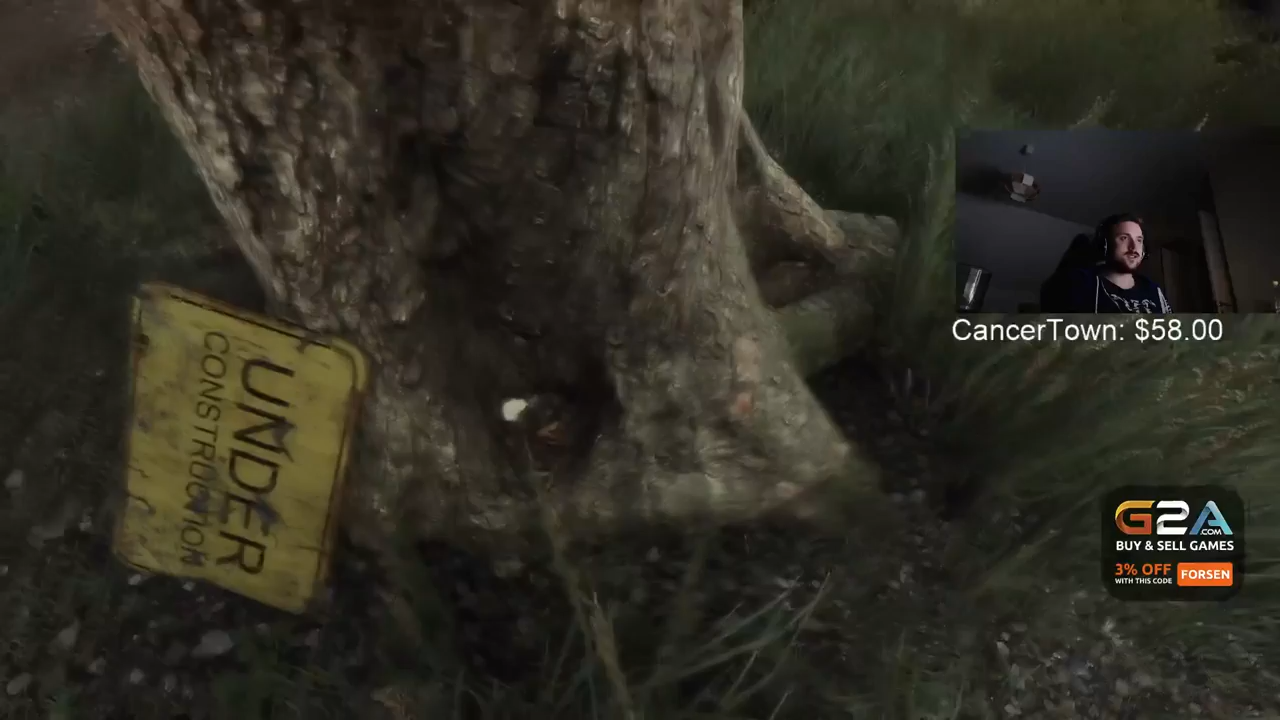 UNDER
CONSTRUCTION
CancerTown: $58.00
G2A
.COM
BUY & SELL GAMES
3% OFF
WITH THIS CODE
FORSEN